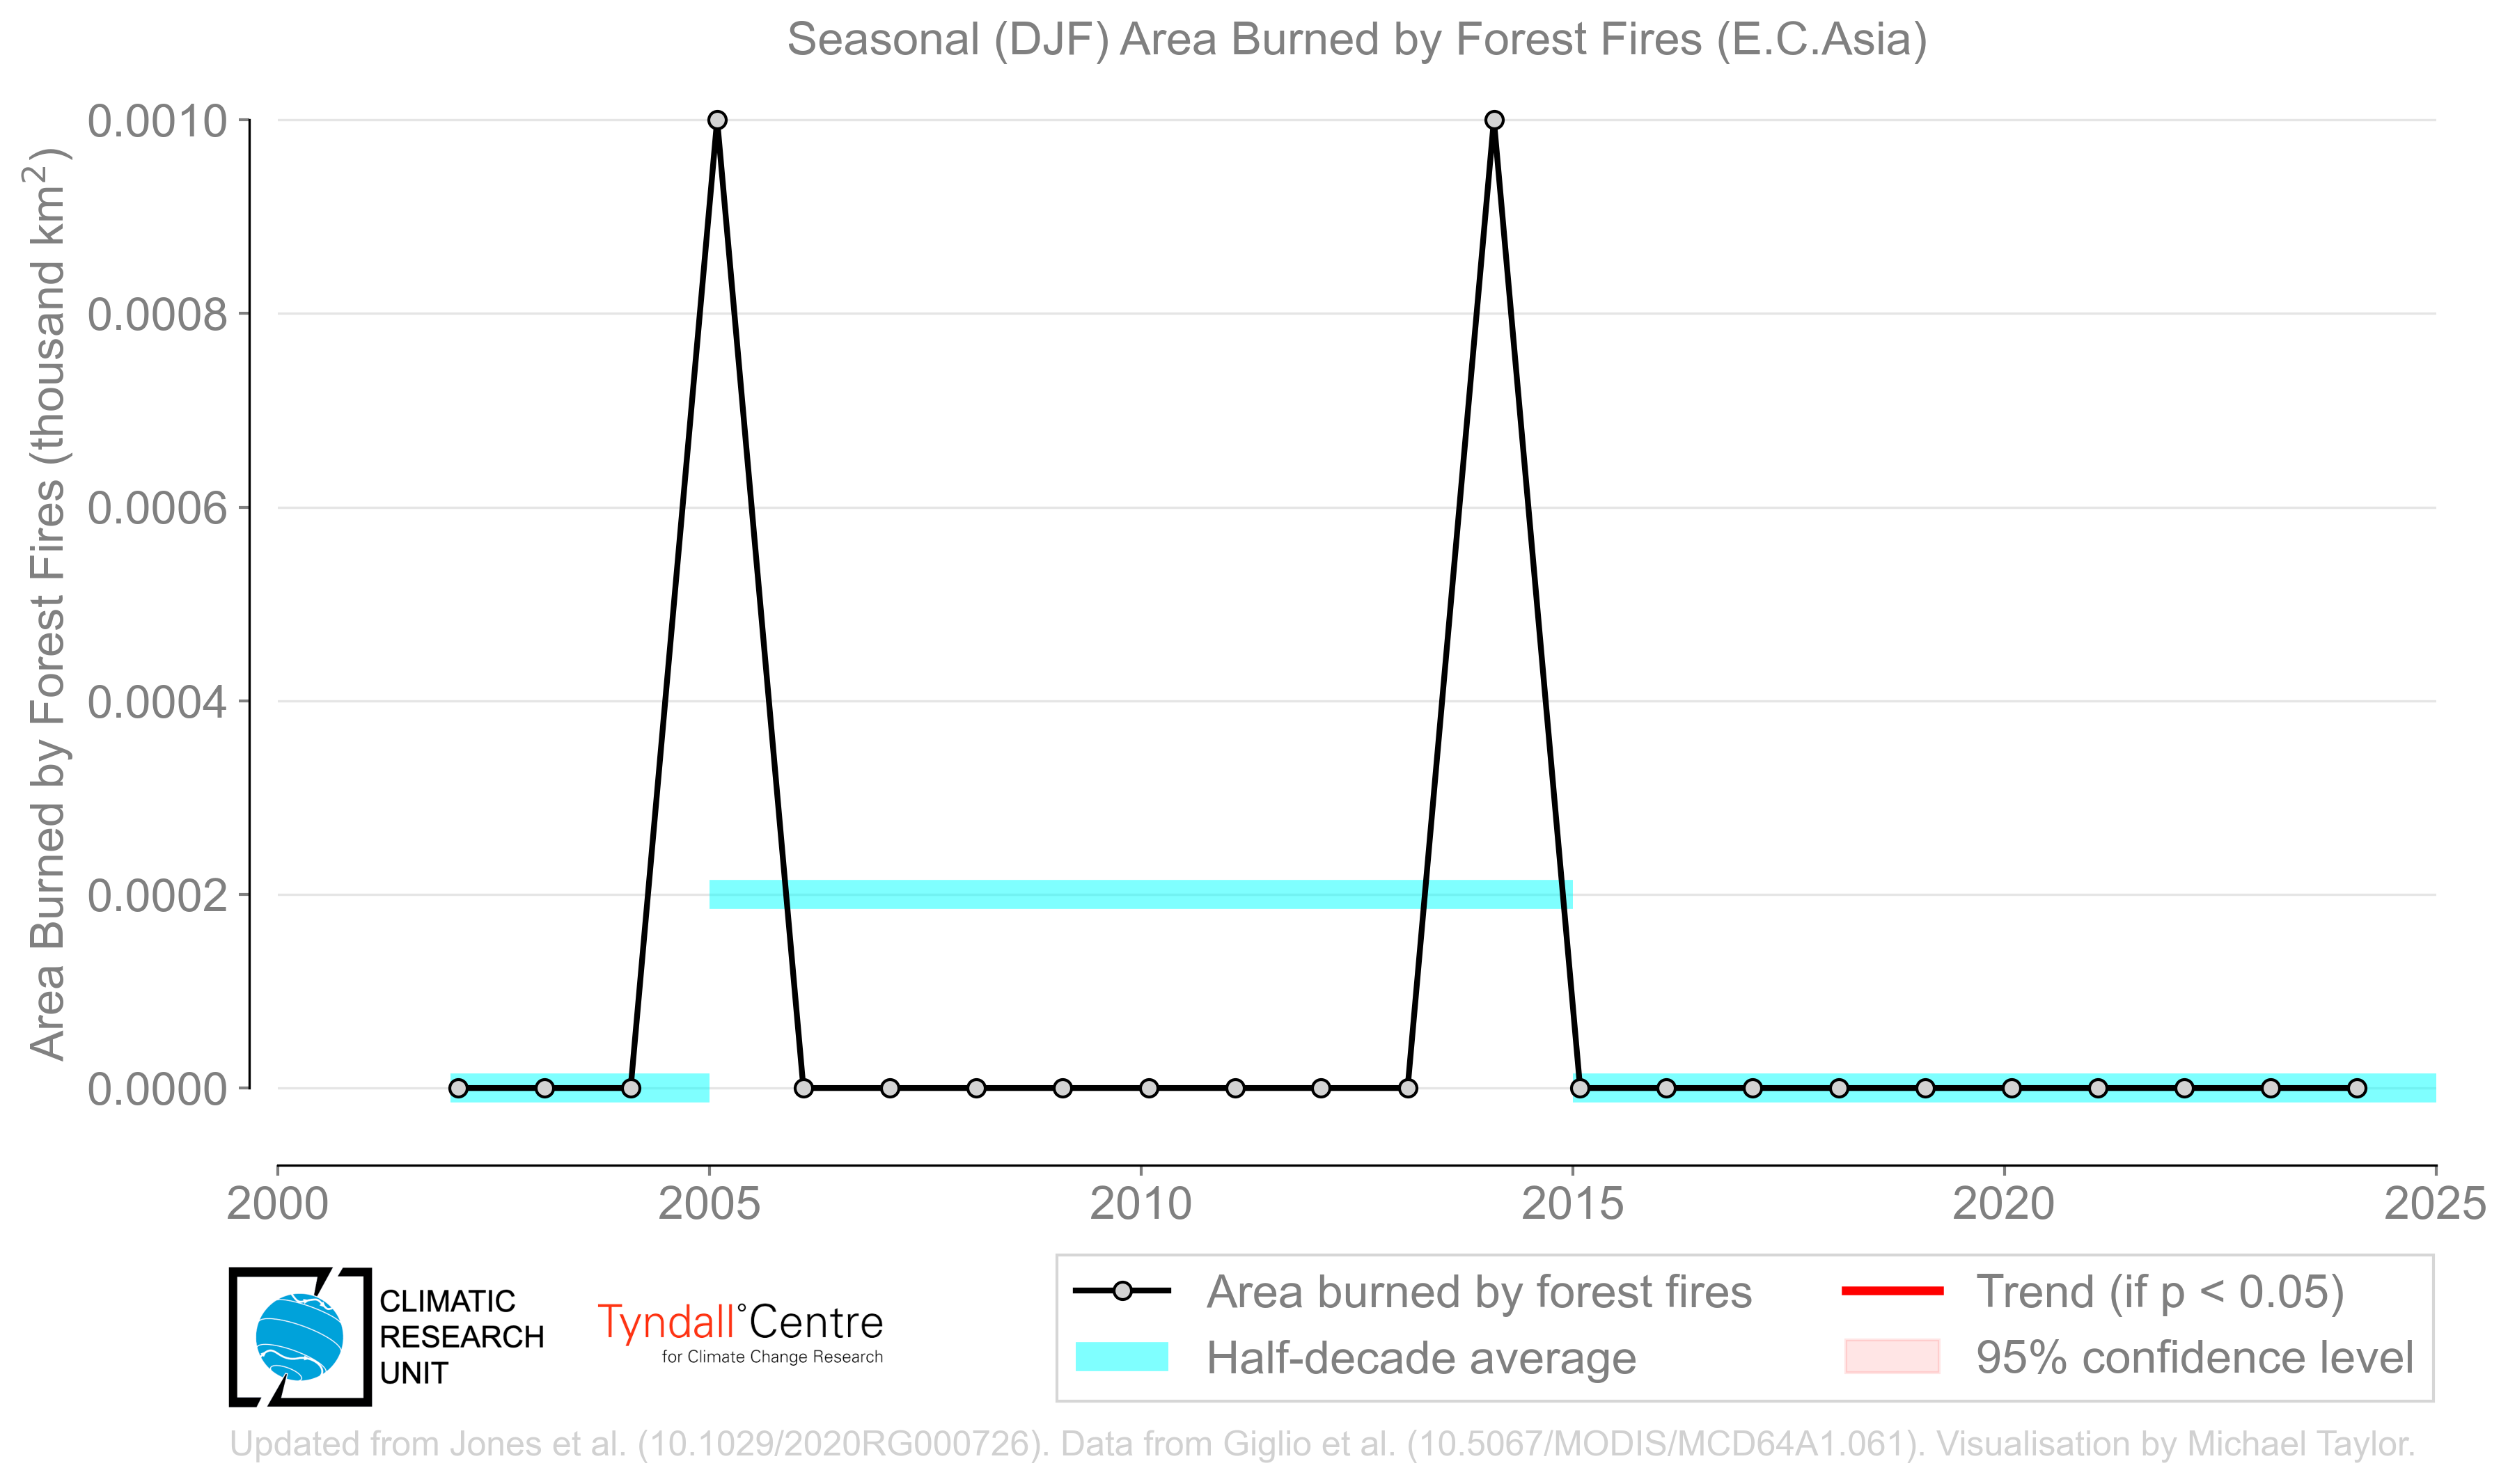 Seasonal (DJF) Area Burned by Forest Fires (E.C.Asia)
Area Burned by Forest Fires (thousand km²)
0.0010
0.0008
0.0006
0.0004
0.0002
0.0000
2000 2005 2010 2015 2020 2025
CLIMATIC
RESEARCH
UNIT
Tyndall°Centre
for Climate Change Research
Area burned by forest fires
Half-decade average
Trend (if p < 0.05)
95% confidence level
Updated from Jones et al. (10.1029/2020RG000726). Data from Giglio et al. (10.5067/MODIS/MCD64A1.061). Visualisation by Michael Taylor.